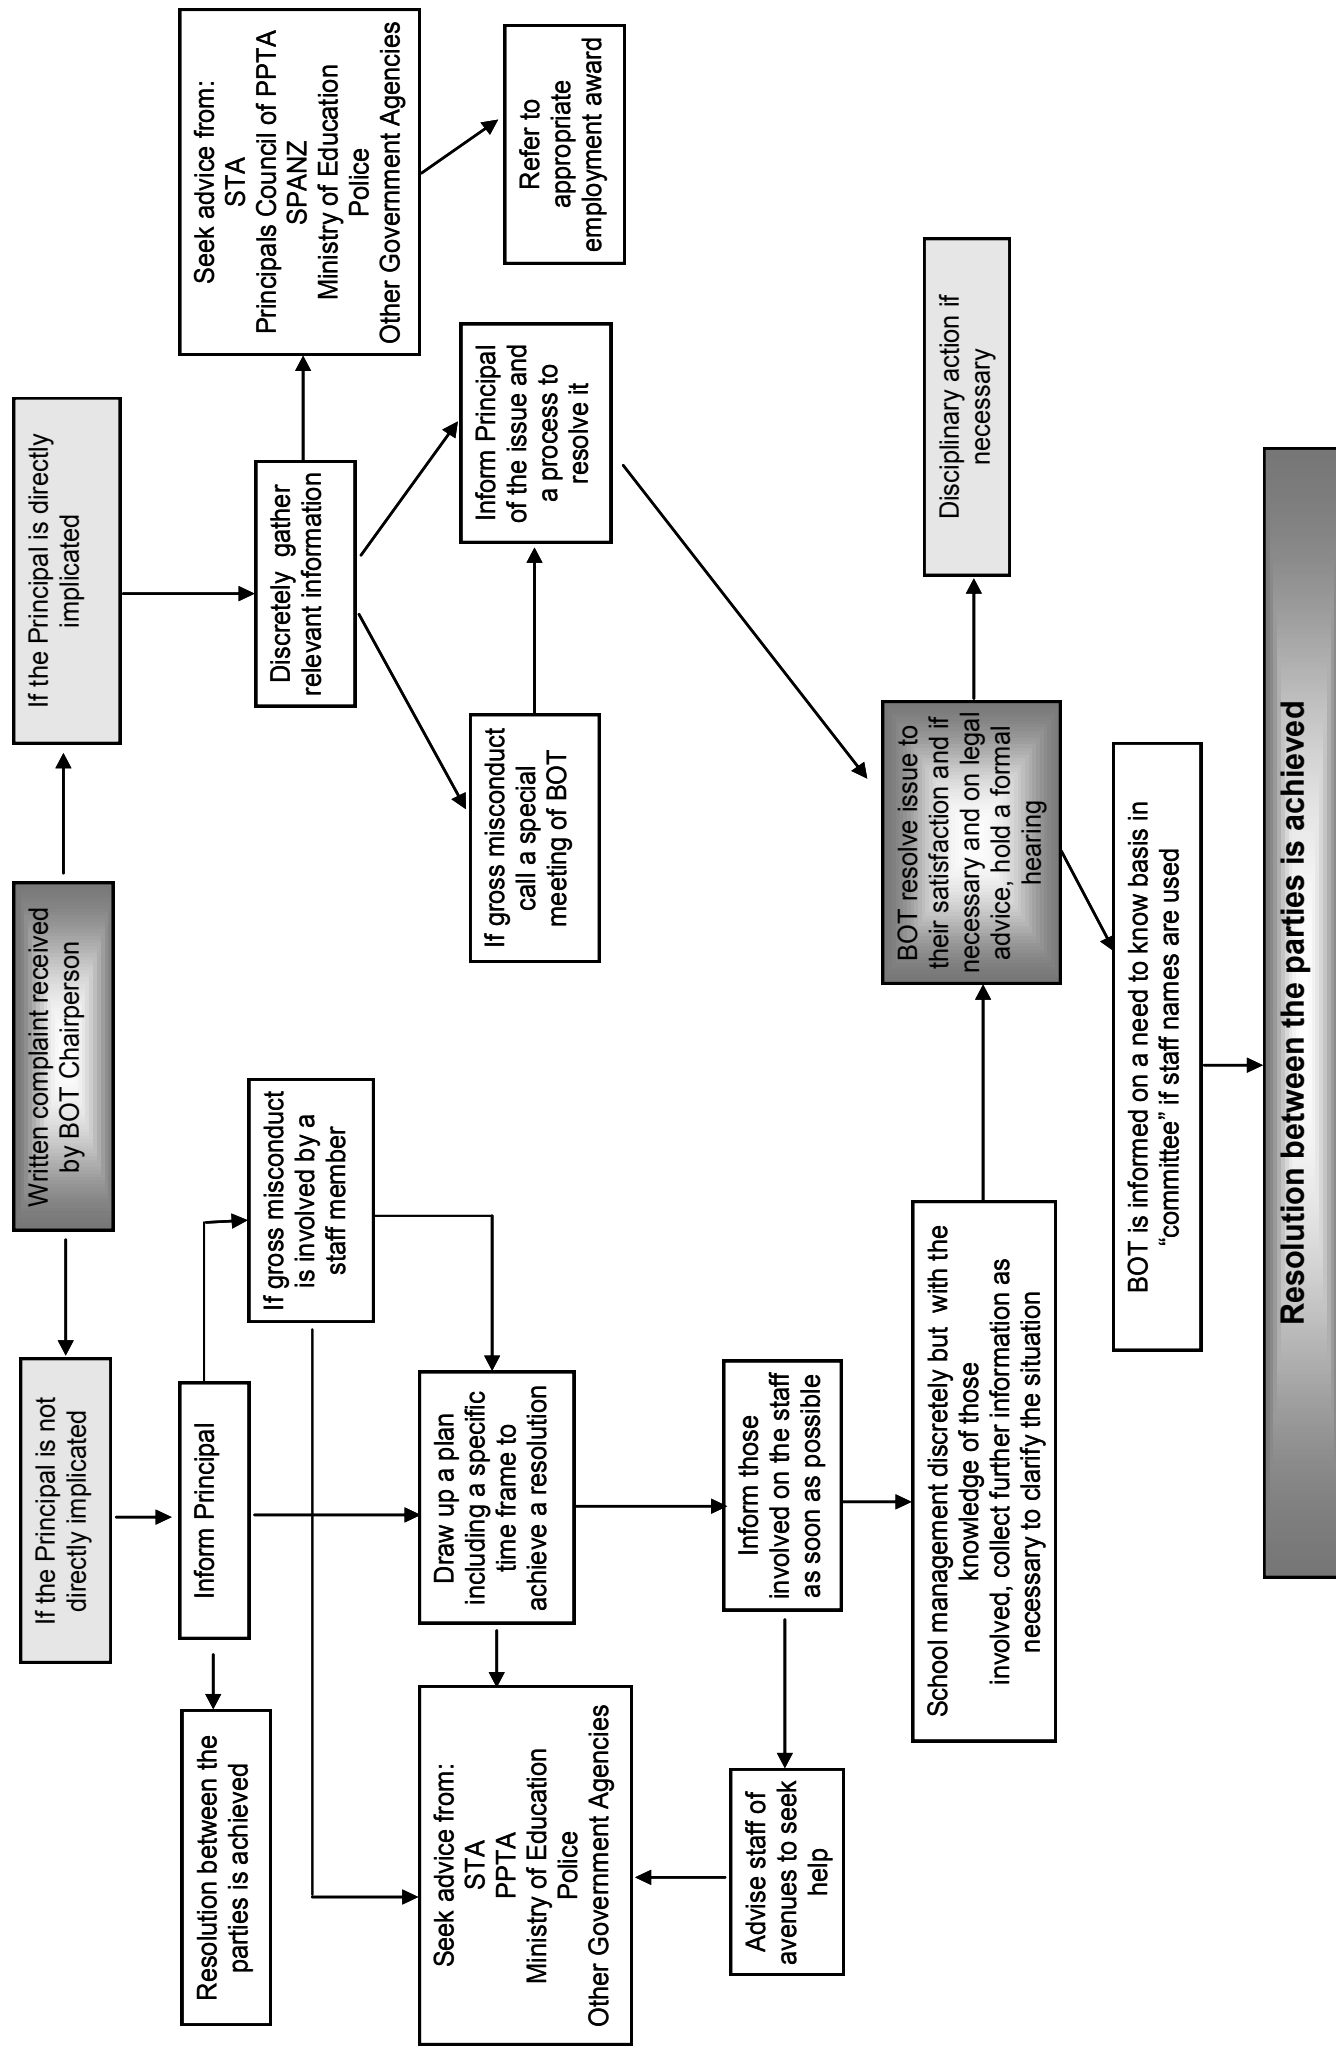 Written complaint received
by BOT Chairperson
If the Principal is not
directly implicated
If the Principal is directly
implicated
Resolution between the
parties is achieved
Inform Principal
If gross misconduct
is involved by a
staff member
Discretely gather
relevant information
Seek advice from:
STA
Principals Council of PPTA
SPANZ
Ministry of Education
Police
Other Government Agencies
Seek advice from:
STA
PPTA
Ministry of Education
Police
Other Government Agencies
Draw up a plan
including a specific
time frame to
achieve a resolution
If gross misconduct
call a special
meeting of BOT
Inform Principal
of the issue and
a process to
resolve it
Refer to
appropriate
employment award
Advise staff of
avenues to seek
help
Inform those
involved on the staff
as soon as possible
School management discretely but with the
knowledge of those
involved, collect further information as
necessary to clarify the situation
BOT resolve issue to
their satisfaction and if
necessary and on legal
advice, hold a formal
hearing
Disciplinary action if
necessary
BOT is informed on a need to know basis in
“committee” if staff names are used
Resolution between the parties is achieved